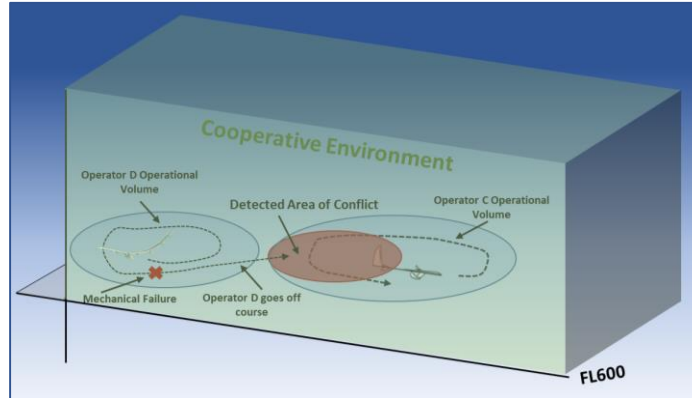 Cooperative Environment
Operator D Operational
Volume
Detected Area of Conflict
Operator C Operational
Volume
Mechanical Failure
Operator D goes off
course
FL600